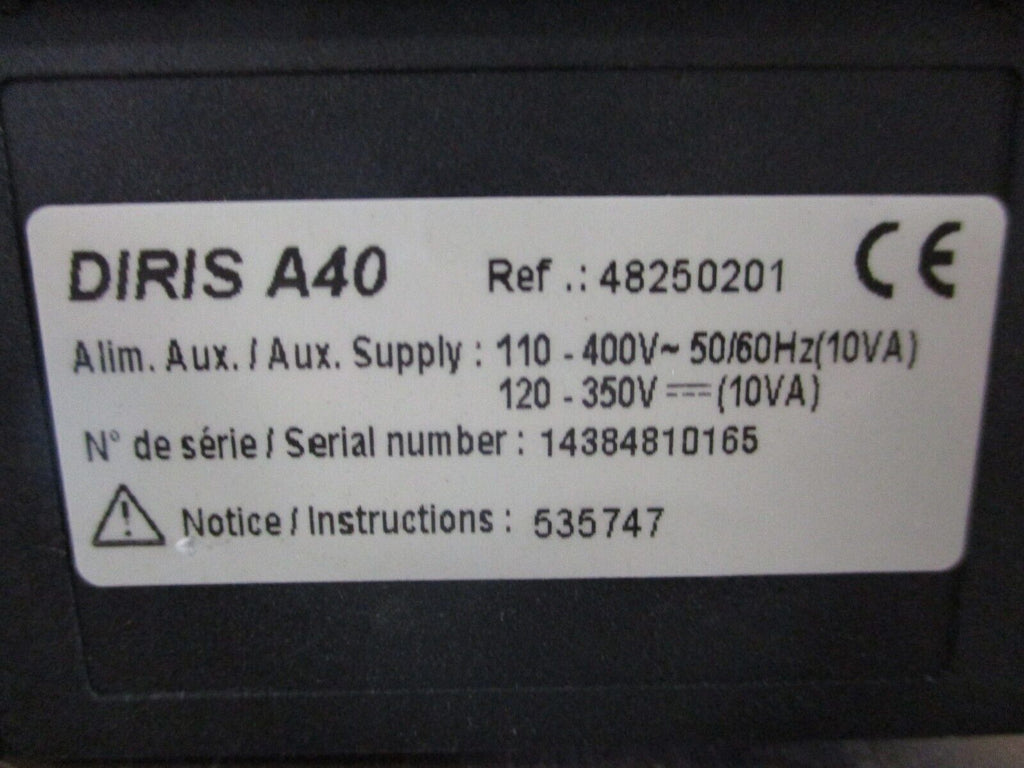 DIRIS A40 Ref .: 48250201 CE
Alim. Aux. / Aux. Supply : 110 - 400V~ 50/60Hz(10VA)
120 - 350V ⎓ (10VA)
N° de série / Serial number : 14384810165
Notice / Instructions : 535747